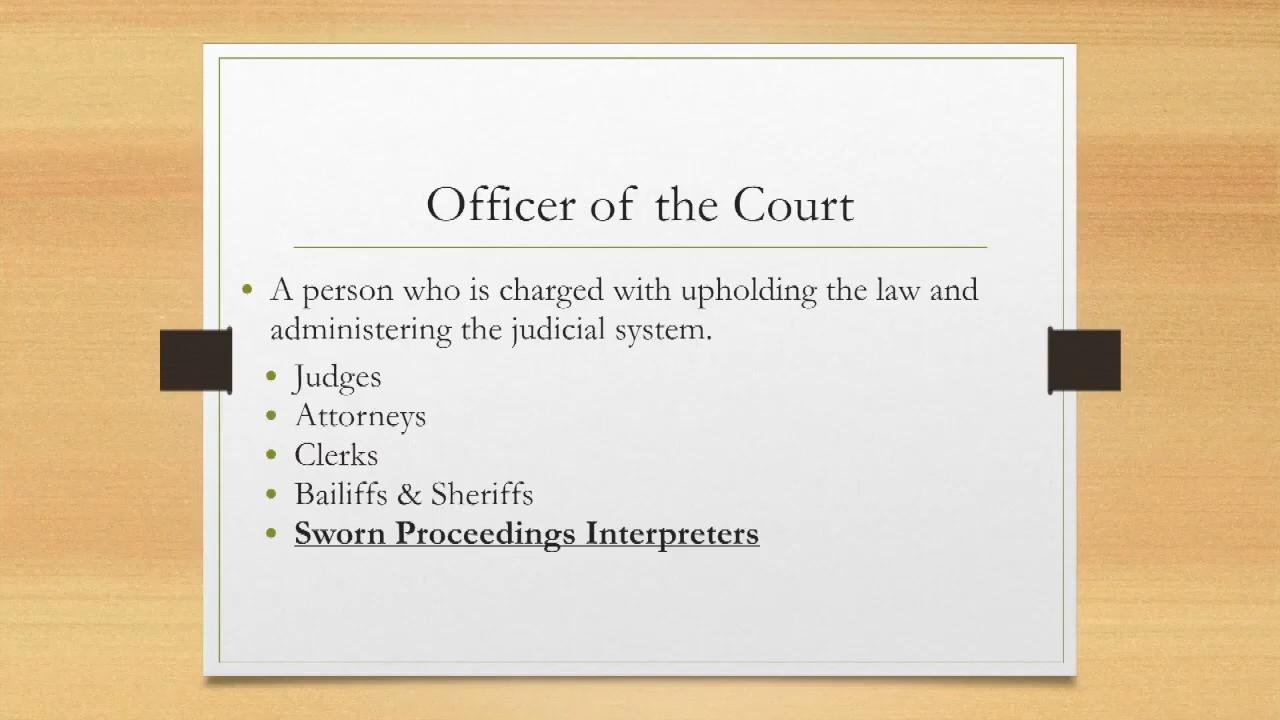 Officer of the Court
• A person who is charged with upholding the law and
administering the judicial system.
• Judges
• Attorneys
• Clerks
• Bailiffs & Sheriffs
• Sworn Proceedings Interpreters